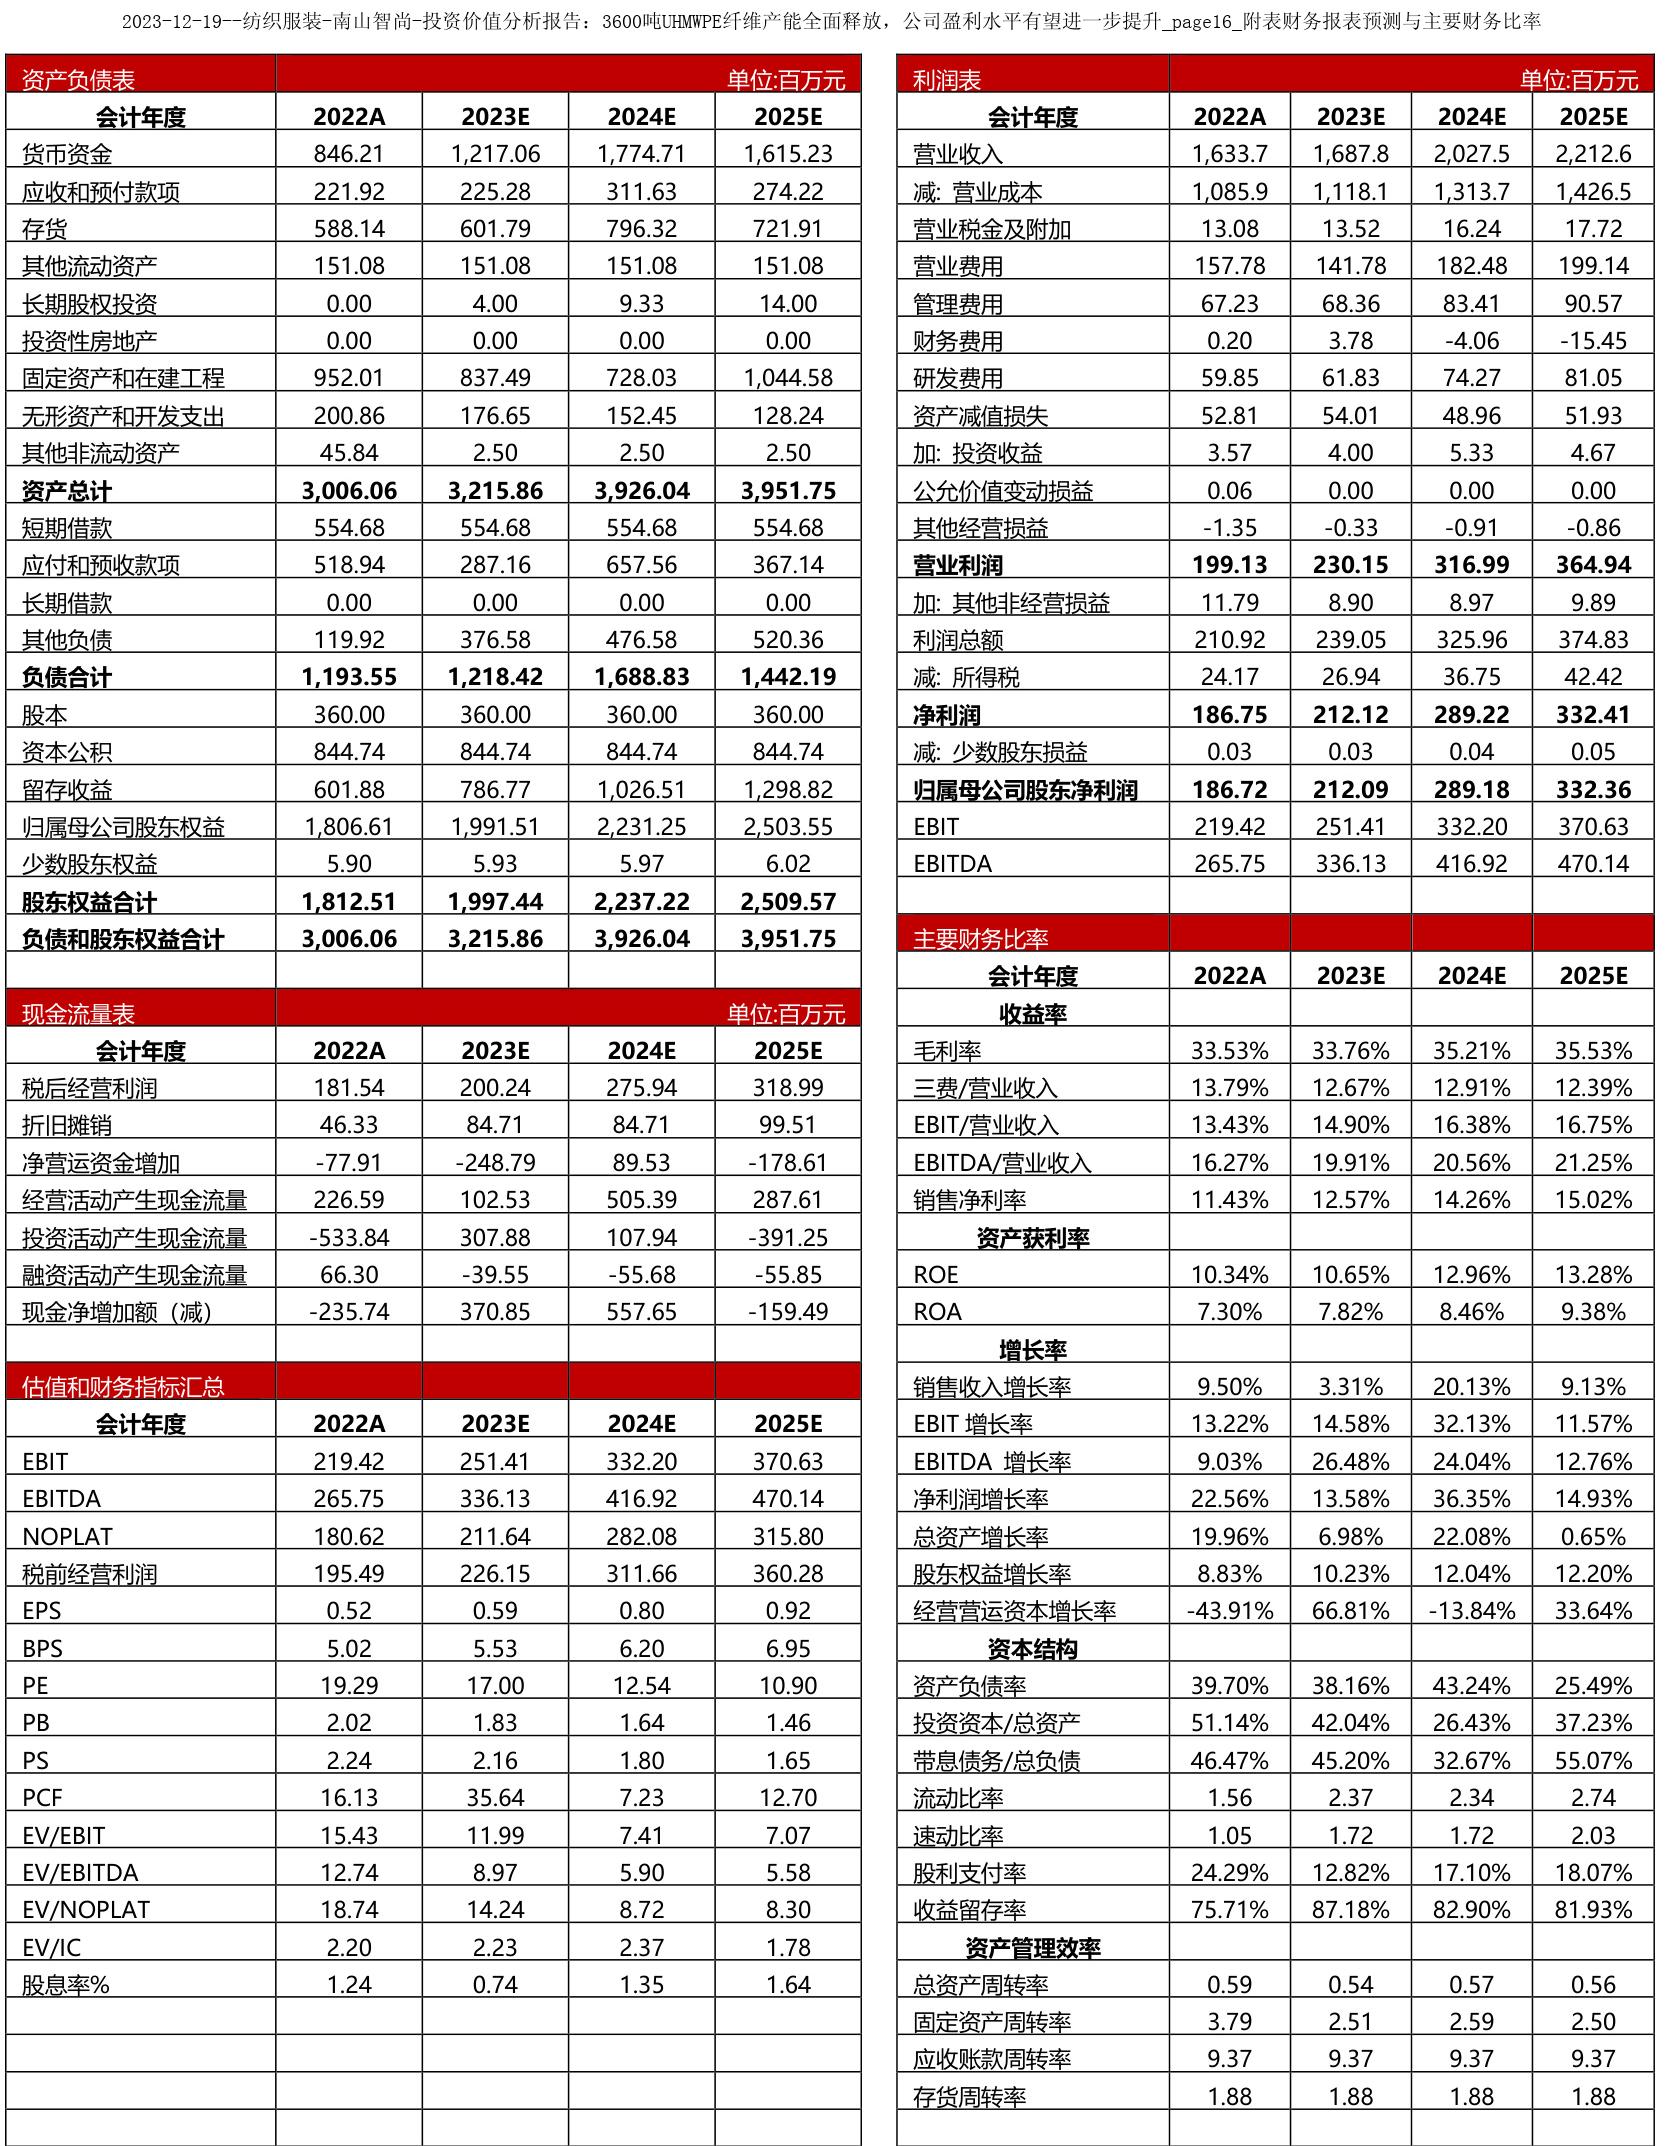 2023-12-19--纺织服装-南山智尚-投资价值分析报告：3600吨UHMWPE纤维产能全面释放，公司盈利水平有望进一步提升_page16_附表财务报表预测与主要财务比率
资产负债表 单位:百万元
会计年度 2022A 2023E 2024E 2025E
货币资金 846.21 1,217.06 1,774.71 1,615.23
应收和预付款项 221.92 225.28 311.63 274.22
存货 588.14 601.79 796.32 721.91
其他流动资产 151.08 151.08 151.08 151.08
长期股权投资 0.00 4.00 9.33 14.00
投资性房地产 0.00 0.00 0.00 0.00
固定资产和在建工程 952.01 837.49 728.03 1,044.58
无形资产和开发支出 200.86 176.65 152.45 128.24
其他非流动资产 45.84 2.50 2.50 2.50
资产总计 3,006.06 3,215.86 3,926.04 3,951.75
短期借款 554.68 554.68 554.68 554.68
应付和预收款项 518.94 287.16 657.56 367.14
长期借款 0.00 0.00 0.00 0.00
其他负债 119.92 376.58 476.58 520.36
负债合计 1,193.55 1,218.42 1,688.83 1,442.19
股本 360.00 360.00 360.00 360.00
资本公积 844.74 844.74 844.74 844.74
留存收益 601.88 786.77 1,026.51 1,298.82
归属母公司股东权益 1,806.61 1,991.51 2,231.25 2,503.55
少数股东权益 5.90 5.93 5.97 6.02
股东权益合计 1,812.51 1,997.44 2,237.22 2,509.57
负债和股东权益合计 3,006.06 3,215.86 3,926.04 3,951.75
现金流量表 单位:百万元
会计年度 2022A 2023E 2024E 2025E
税后经营利润 181.54 200.24 275.94 318.99
折旧摊销 46.33 84.71 84.71 99.51
净营运资金增加 -77.91 -248.79 89.53 -178.61
经营活动产生现金流量 226.59 102.53 505.39 287.61
投资活动产生现金流量 -533.84 307.88 107.94 -391.25
融资活动产生现金流量 66.30 -39.55 -55.68 -55.85
现金净增加额（减） -235.74 370.85 557.65 -159.49
估值和财务指标汇总
会计年度 2022A 2023E 2024E 2025E
EBIT 219.42 251.41 332.20 370.63
EBITDA 265.75 336.13 416.92 470.14
NOPLAT 180.62 211.64 282.08 315.80
税前经营利润 195.49 226.15 311.66 360.28
EPS 0.52 0.59 0.80 0.92
BPS 5.02 5.53 6.20 6.95
PE 19.29 17.00 12.54 10.90
PB 2.02 1.83 1.64 1.46
PS 2.24 2.16 1.80 1.65
PCF 16.13 35.64 7.23 12.70
EV/EBIT 15.43 11.99 7.41 7.07
EV/EBITDA 12.74 8.97 5.90 5.58
EV/NOPLAT 18.74 14.24 8.72 8.30
EV/IC 2.20 2.23 2.37 1.78
股息率% 1.24 0.74 1.35 1.64
利润表 单位:百万元
会计年度 2022A 2023E 2024E 2025E
营业收入 1,633.7 1,687.8 2,027.5 2,212.6
减: 营业成本 1,085.9 1,118.1 1,313.7 1,426.5
营业税金及附加 13.08 13.52 16.24 17.72
营业费用 157.78 141.78 182.48 199.14
管理费用 67.23 68.36 83.41 90.57
财务费用 0.20 3.78 -4.06 -15.45
研发费用 59.85 61.83 74.27 81.05
资产减值损失 52.81 54.01 48.96 51.93
加: 投资收益 3.57 4.00 5.33 4.67
公允价值变动损益 0.06 0.00 0.00 0.00
其他经营损益 -1.35 -0.33 -0.91 -0.86
营业利润 199.13 230.15 316.99 364.94
加: 其他非经营损益 11.79 8.90 8.97 9.89
利润总额 210.92 239.05 325.96 374.83
减: 所得税 24.17 26.94 36.75 42.42
净利润 186.75 212.12 289.22 332.41
减: 少数股东损益 0.03 0.03 0.04 0.05
归属母公司股东净利润 186.72 212.09 289.18 332.36
EBIT 219.42 251.41 332.20 370.63
EBITDA 265.75 336.13 416.92 470.14
主要财务比率
会计年度 2022A 2023E 2024E 2025E
收益率
毛利率 33.53% 33.76% 35.21% 35.53%
三费/营业收入 13.79% 12.67% 12.91% 12.39%
EBIT/营业收入 13.43% 14.90% 16.38% 16.75%
EBITDA/营业收入 16.27% 19.91% 20.56% 21.25%
销售净利率 11.43% 12.57% 14.26% 15.02%
资产获利率
ROE 10.34% 10.65% 12.96% 13.28%
ROA 7.30% 7.82% 8.46% 9.38%
增长率
销售收入增长率 9.50% 3.31% 20.13% 9.13%
EBIT 增长率 13.22% 14.58% 32.13% 11.57%
EBITDA 增长率 9.03% 26.48% 24.04% 12.76%
净利润增长率 22.56% 13.58% 36.35% 14.93%
总资产增长率 19.96% 6.98% 22.08% 0.65%
股东权益增长率 8.83% 10.23% 12.04% 12.20%
经营营运资本增长率 -43.91% 66.81% -13.84% 33.64%
资本结构
资产负债率 39.70% 38.16% 43.24% 25.49%
投资资本/总资产 51.14% 42.04% 26.43% 37.23%
带息债务/总负债 46.47% 45.20% 32.67% 55.07%
流动比率 1.56 2.37 2.34 2.74
速动比率 1.05 1.72 1.72 2.03
股利支付率 24.29% 12.82% 17.10% 18.07%
收益留存率 75.71% 87.18% 82.90% 81.93%
资产管理效率
总资产周转率 0.59 0.54 0.57 0.56
固定资产周转率 3.79 2.51 2.59 2.50
应收账款周转率 9.37 9.37 9.37 9.37
存货周转率 1.88 1.88 1.88 1.88